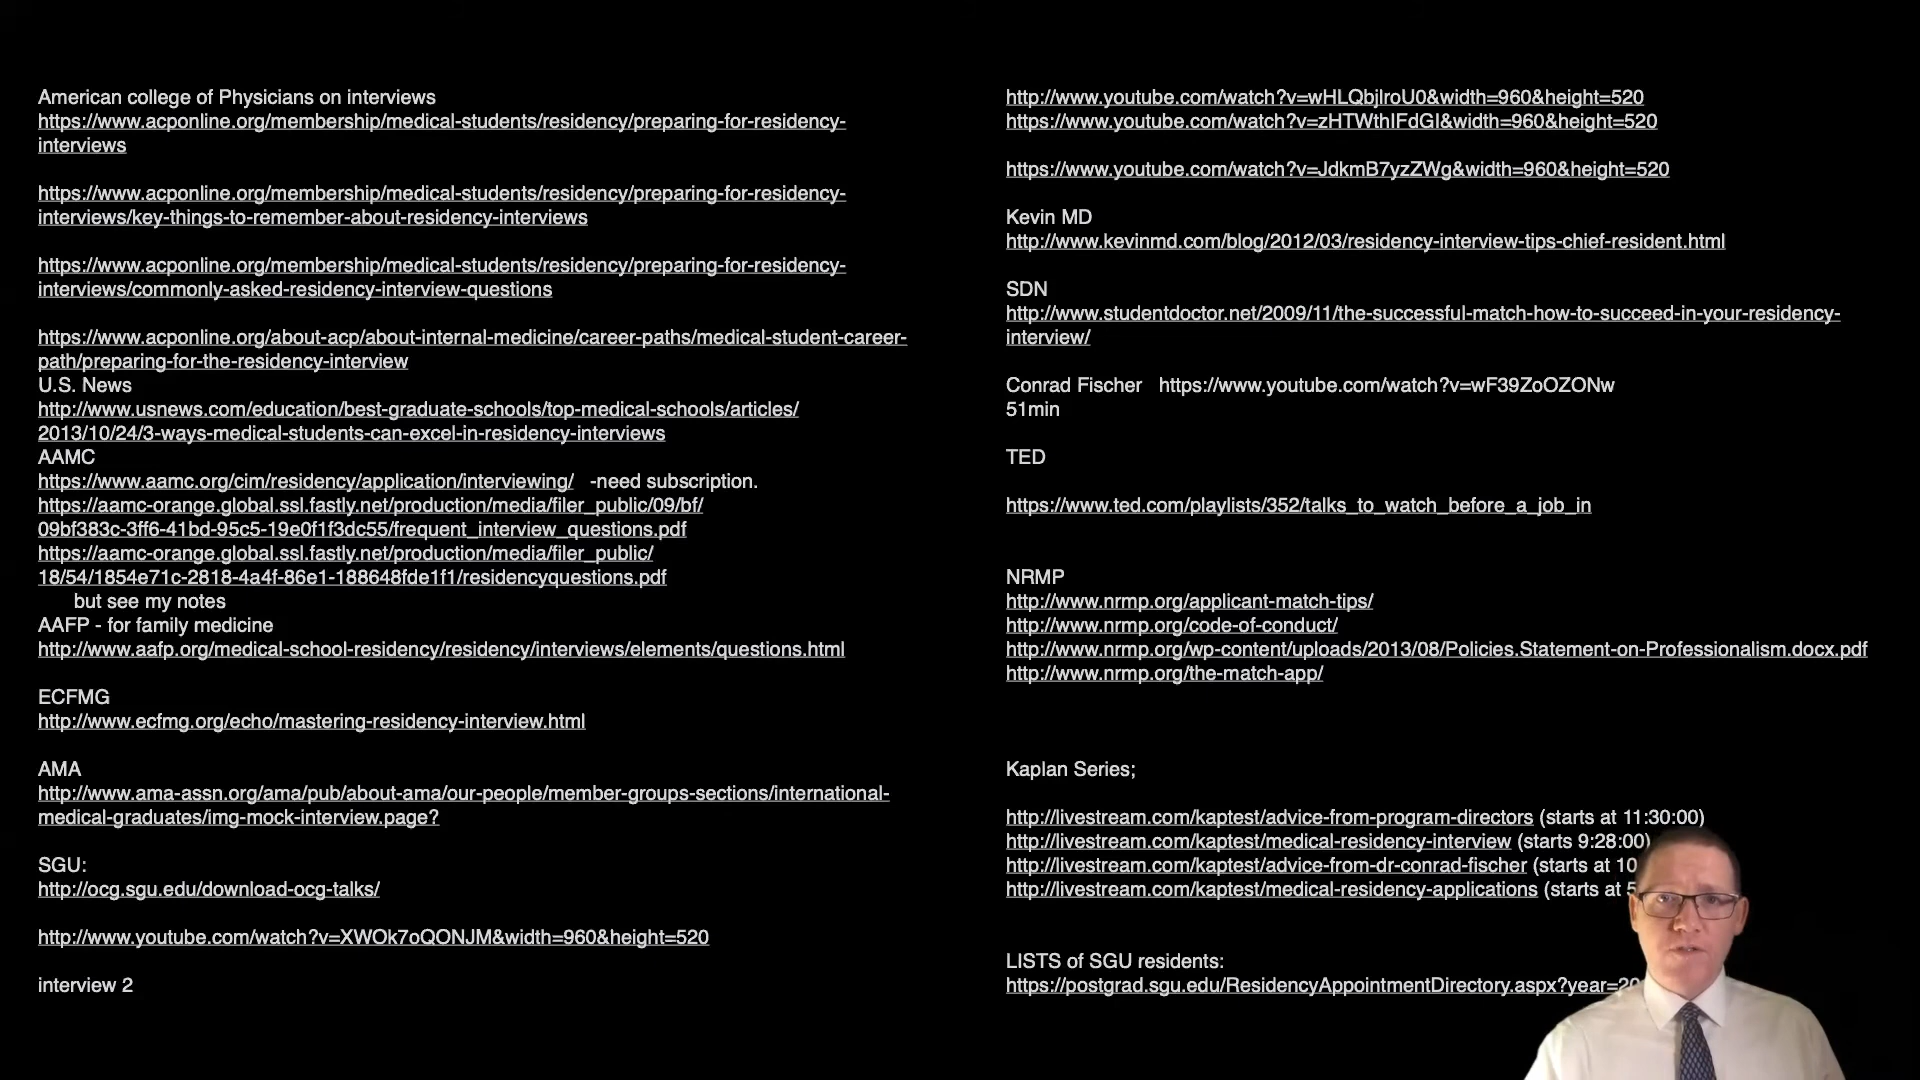 American college of Physicians on interviews
https://www.acponline.org/membership/medical-students/residency/preparing-for-residency-
interviews
https://www.acponline.org/membership/medical-students/residency/preparing-for-residency-
interviews/key-things-to-remember-about-residency-interviews
https://www.acponline.org/membership/medical-students/residency/preparing-for-residency-
interviews/commonly-asked-residency-interview-questions
https://www.acponline.org/about-acp/about-internal-medicine/career-paths/medical-student-career-
path/preparing-for-the-residency-interview
U.S. News
http://www.usnews.com/education/best-graduate-schools/top-medical-schools/articles/
2013/10/24/3-ways-medical-students-can-excel-in-residency-interviews
AAMC
https://www.aamc.org/cim/residency/application/interviewing/ -need subscription.
https://aamc-orange.global.ssl.fastly.net/production/media/filer_public/09/bf/
09bf383c-3ff6-41bd-95c5-19e0f1f3dc55/frequent_interview_questions.pdf
https://aamc-orange.global.ssl.fastly.net/production/media/filer_public/
18/54/1854e71c-2818-4a4f-86e1-188648fde1f1/residencyquestions.pdf
but see my notes
AAFP - for family medicine
http://www.aafp.org/medical-school-residency/residency/interviews/elements/questions.html
ECFMG
http://www.ecfmg.org/echo/mastering-residency-interview.html
AMA
http://www.ama-assn.org/ama/pub/about-ama/our-people/member-groups-sections/international-
medical-graduates/img-mock-interview.page?
SGU:
http://ocg.sgu.edu/download-ocg-talks/
http://www.youtube.com/watch?v=XWOk7oQONJM&width=960&height=520
interview 2
http://www.youtube.com/watch?v=wHLQbjlroU0&width=960&height=520
https://www.youtube.com/watch?v=zHTWthIFdGI&width=960&height=520
https://www.youtube.com/watch?v=JdkmB7yzZWg&width=960&height=520
Kevin MD
http://www.kevinmd.com/blog/2012/03/residency-interview-tips-chief-resident.html
SDN
http://www.studentdoctor.net/2009/11/the-successful-match-how-to-succeed-in-your-residency-
interview/
Conrad Fischer https://www.youtube.com/watch?v=wF39ZoOZONw
51min
TED
https://www.ted.com/playlists/352/talks_to_watch_before_a_job_in
NRMP
http://www.nrmp.org/applicant-match-tips/
http://www.nrmp.org/code-of-conduct/
http://www.nrmp.org/wp-content/uploads/2013/08/Policies.Statement-on-Professionalism.docx.pdf
http://www.nrmp.org/the-match-app/
Kaplan Series;
http://livestream.com/kaptest/advice-from-program-directors (starts at 11:30:00)
http://livestream.com/kaptest/medical-residency-interview (starts 9:28:00)
http://livestream.com/kaptest/advice-from-dr-conrad-fischer (starts at 10
http://livestream.com/kaptest/medical-residency-applications (starts at 5
LISTS of SGU residents:
https://postgrad.sgu.edu/ResidencyAppointmentDirectory.aspx?year=20